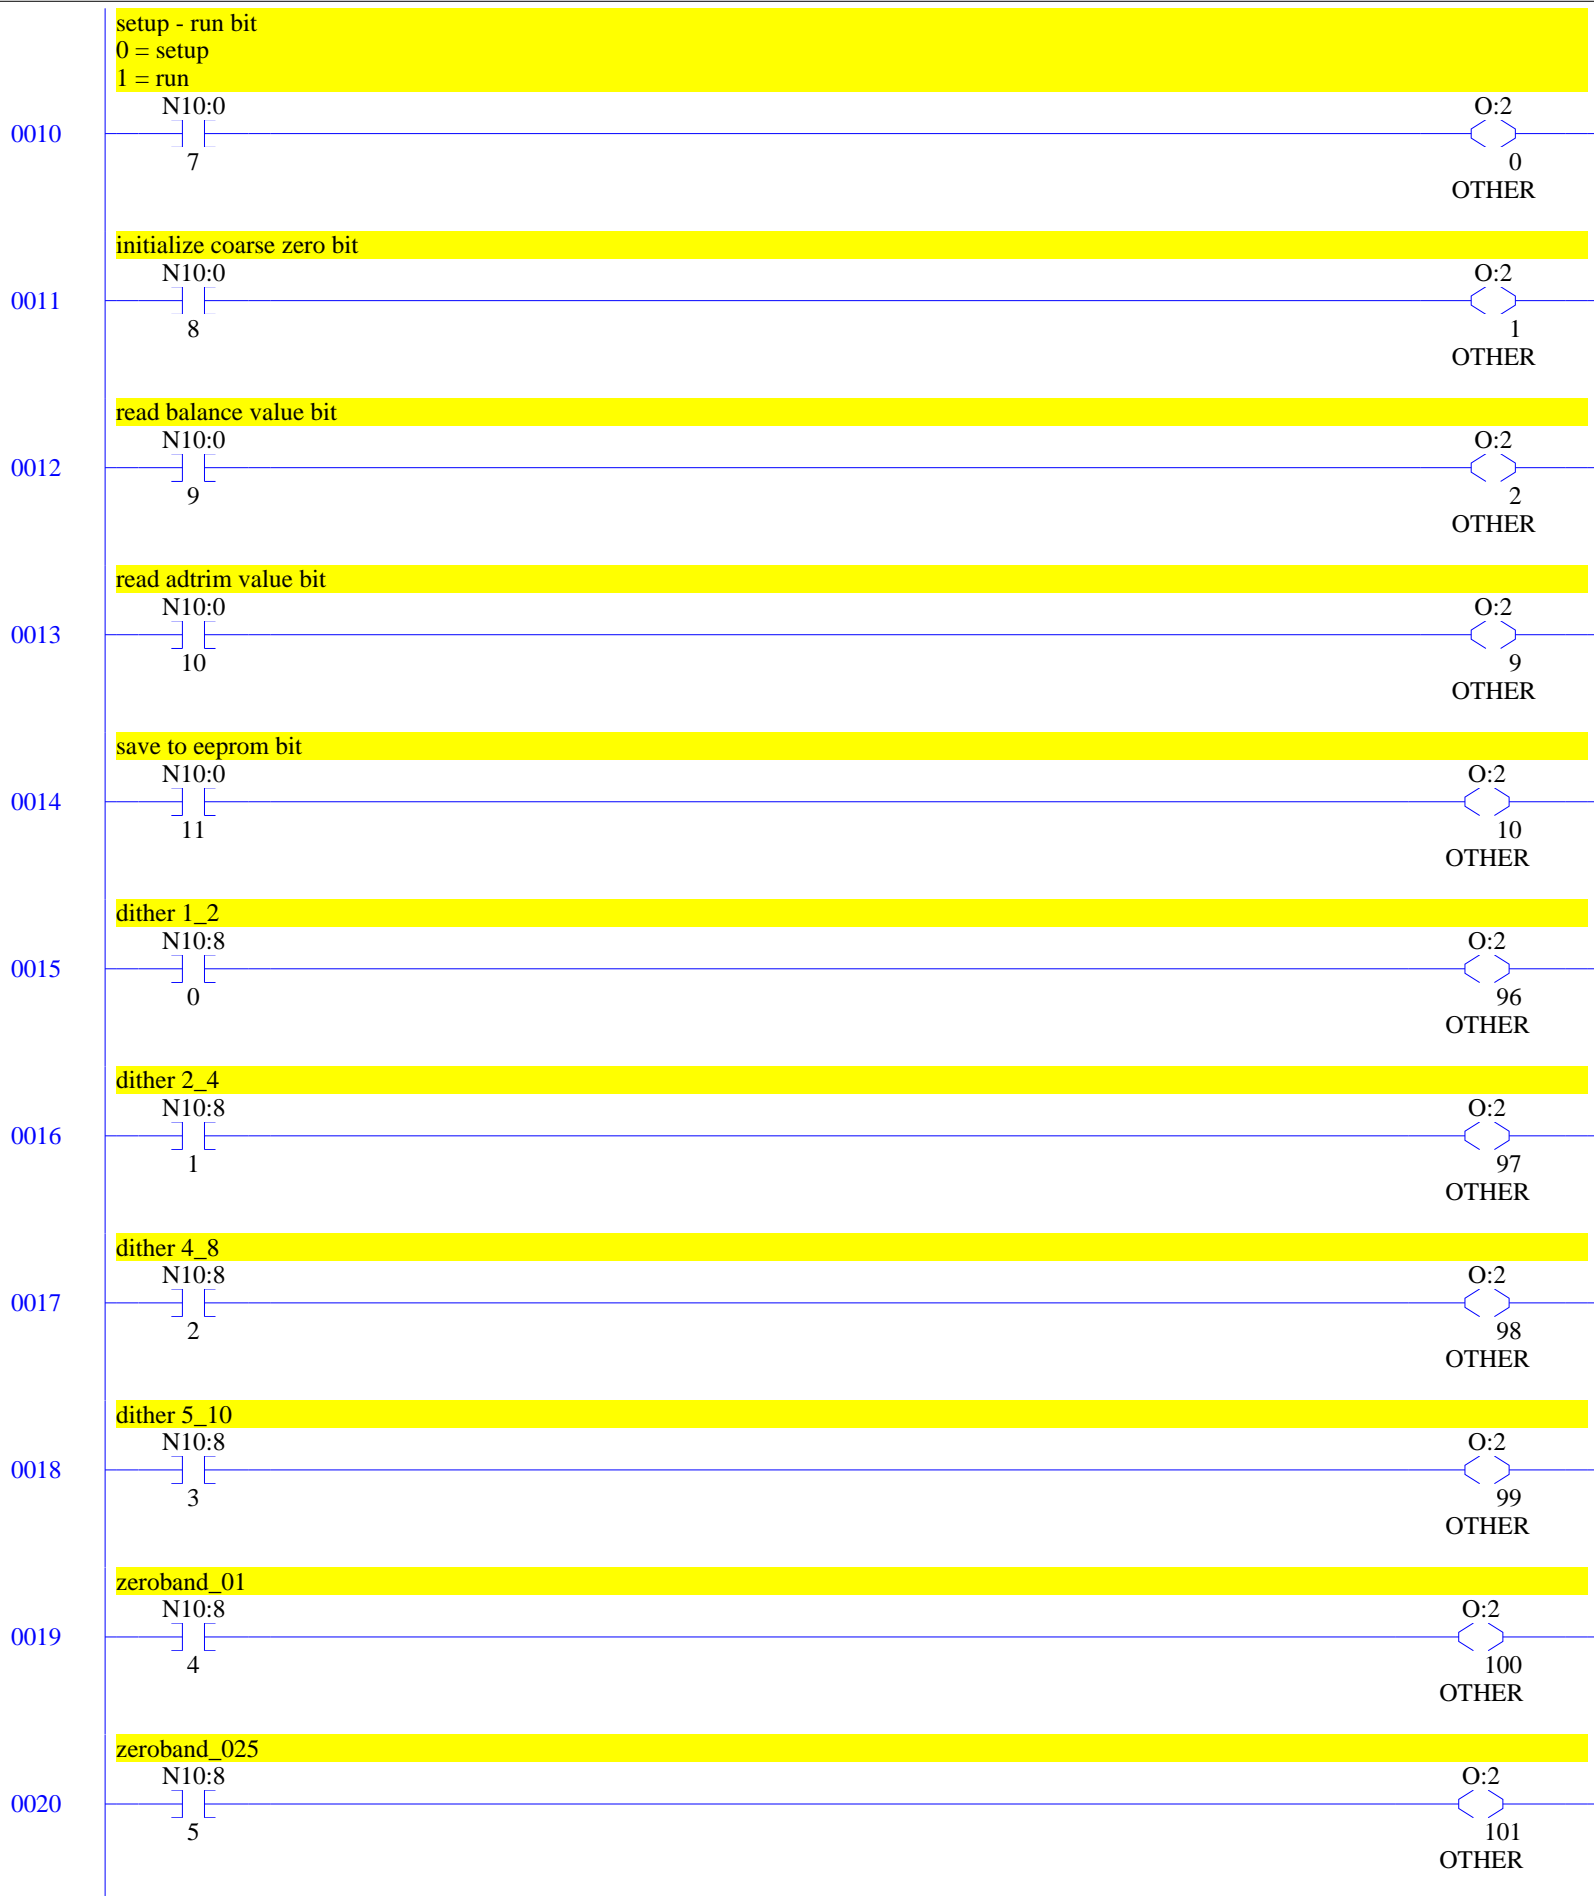 setup - run bit
0 = setup
1 = run
N10:0 O:2
0010
7 0
OTHER
initialize coarse zero bit
N10:0 O:2
0011
8 1
OTHER
read balance value bit
N10:0 O:2
0012
9 2
OTHER
read adtrim value bit
N10:0 O:2
0013
10 9
OTHER
save to eeprom bit
N10:0 O:2
0014
11 10
OTHER
dither 1_2
N10:8 O:2
0015
0 96
OTHER
dither 2_4
N10:8 O:2
0016
1 97
OTHER
dither 4_8
N10:8 O:2
0017
2 98
OTHER
dither 5_10
N10:8 O:2
0018
3 99
OTHER
zeroband_01
N10:8 O:2
0019
4 100
OTHER
zeroband_025
N10:8 O:2
0020
5 101
OTHER